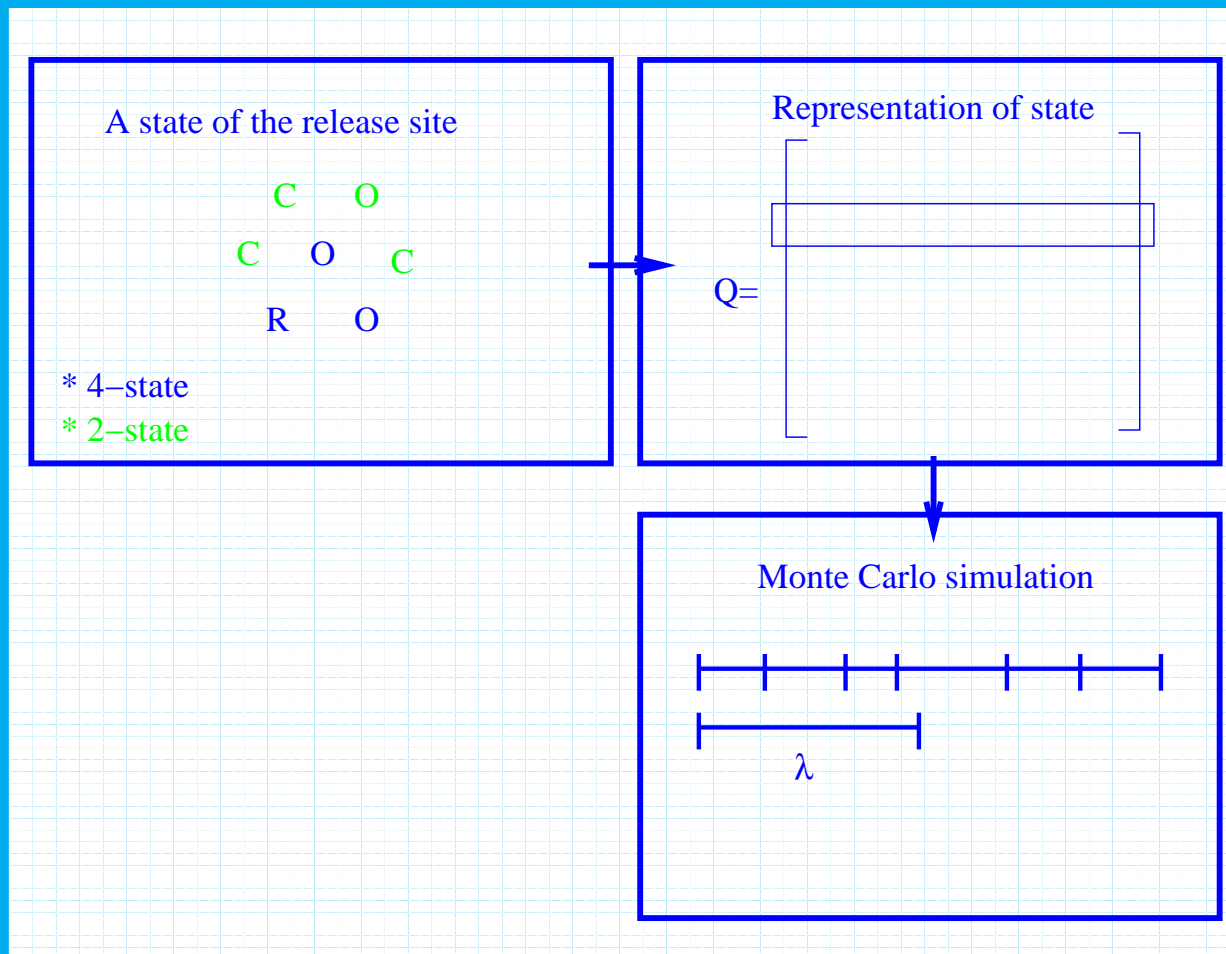 A state of the release site
C O
C O C
R O
* 4−state
* 2−state
Representation of state
Q=
Monte Carlo simulation
λ